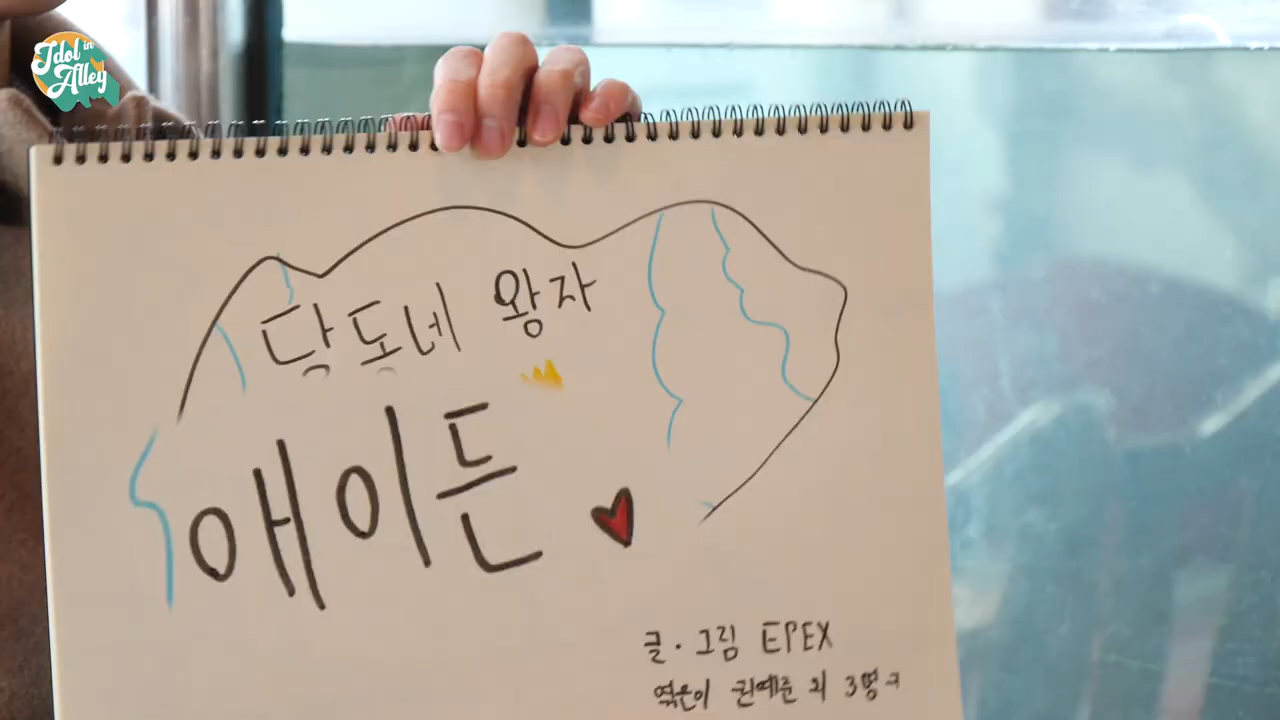 Idol in
Alley
닥도네 왕자
애이든
글·그림 EPEX
엮은이 권예준 외 3명